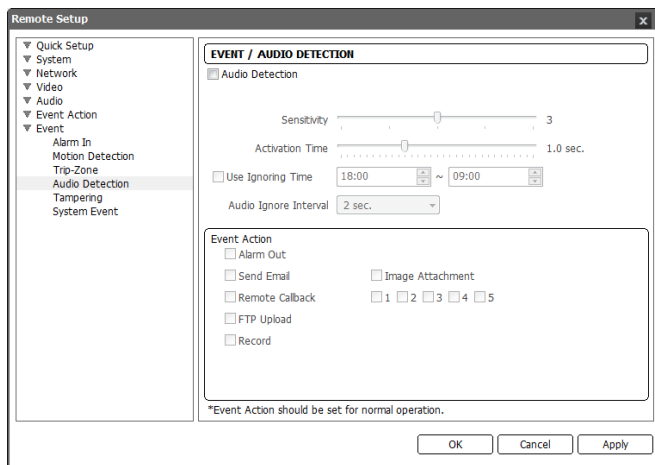 Remote Setup
x
Quick Setup
System
Network
Video
Audio
Event Action
Event
Alarm In
Motion Detection
Trip-Zone
Audio Detection
Tampering
System Event
EVENT / AUDIO DETECTION
Audio Detection
Sensitivity 3
Activation Time 1.0 sec.
Use Ignoring Time 18:00 ~ 09:00
Audio Ignore Interval 2 sec.
Event Action
Alarm Out
Send Email Image Attachment
Remote Callback 1 2 3 4 5
FTP Upload
Record
*Event Action should be set for normal operation.
OK Cancel Apply